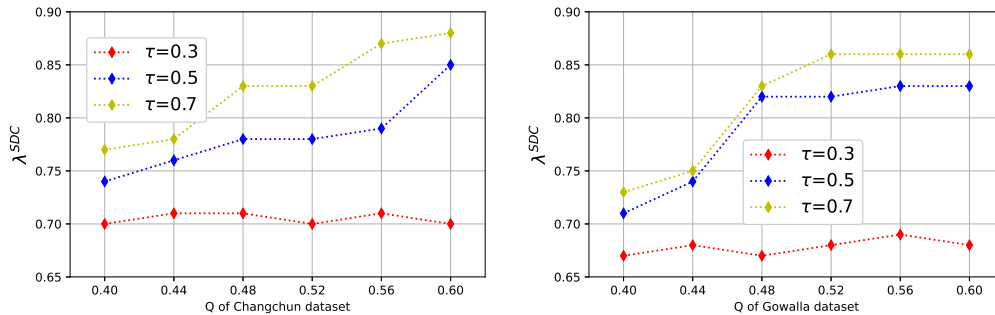 0.90
0.85
0.80
0.75
0.70
0.65
λ^SDC
τ=0.3
τ=0.5
τ=0.7
0.40 0.44 0.48 0.52 0.56 0.60
Q of Changchun dataset
0.90
0.85
0.80
0.75
0.70
0.65
λ^SDC
τ=0.3
τ=0.5
τ=0.7
0.40 0.44 0.48 0.52 0.56 0.60
Q of Gowalla dataset